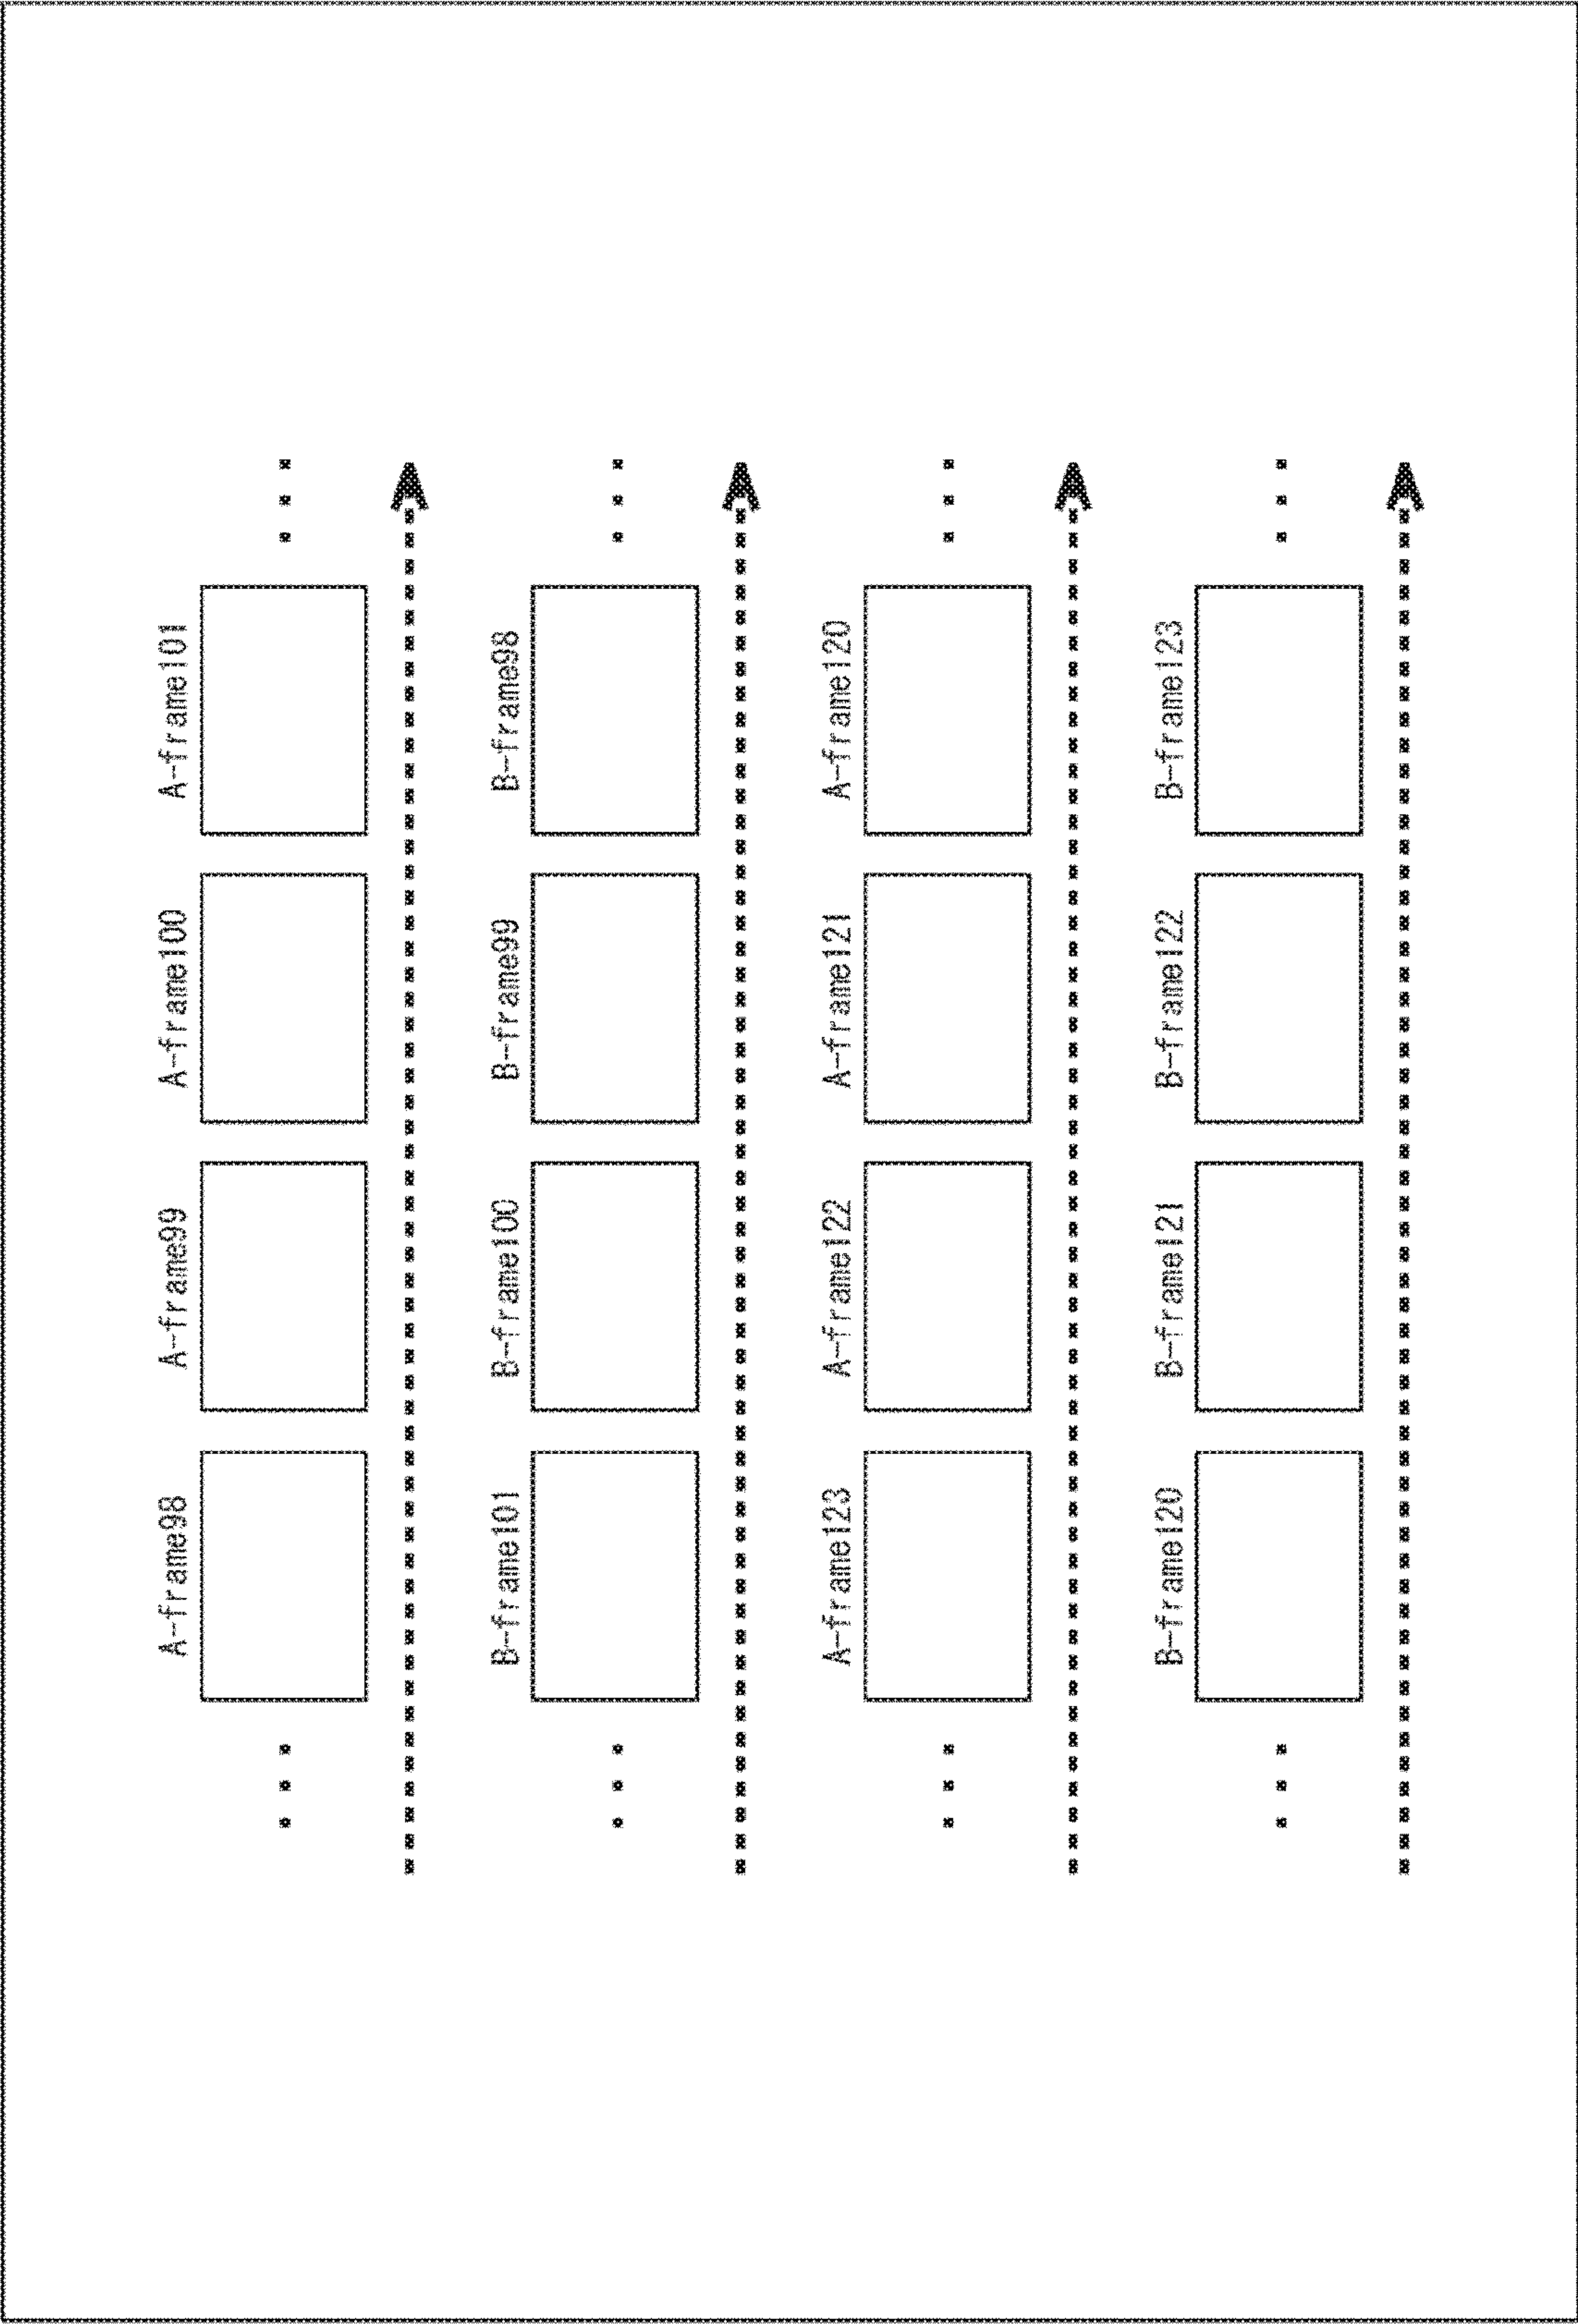 A-frame98 A-frame99 A-frame100 A-frame101
B-frame101 B-frame100 B-frame99 B-frame98
A-frame123 A-frame122 A-frame121 A-frame120
B-frame120 B-frame121 B-frame122 B-frame123